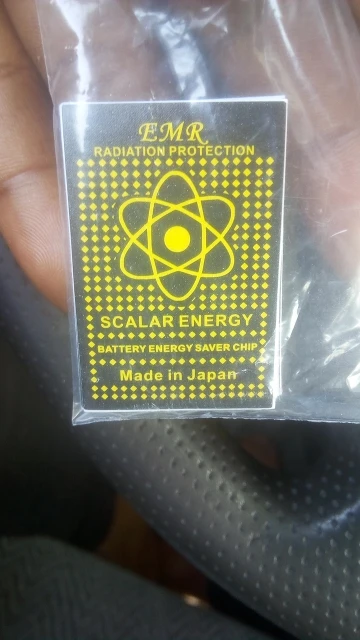 EMR
RADIATION PROTECTION
SCALAR ENERGY
BATTERY ENERGY SAVER CHIP
Made in Japan